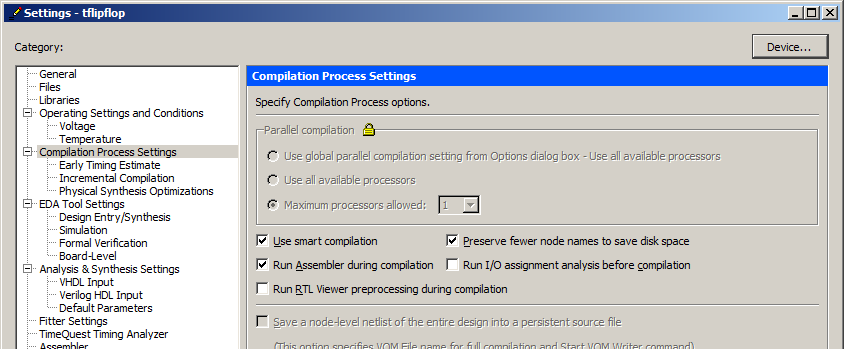 Settings - tflipflop
Category:
Device...
General
Files
Libraries
Operating Settings and Conditions
Voltage
Temperature
Compilation Process Settings
Early Timing Estimate
Incremental Compilation
Physical Synthesis Optimizations
EDA Tool Settings
Design Entry/Synthesis
Simulation
Formal Verification
Board-Level
Analysis & Synthesis Settings
VHDL Input
Verilog HDL Input
Default Parameters
Fitter Settings
TimeQuest Timing Analyzer
Assembler
Compilation Process Settings
Specify Compilation Process options.
Parallel compilation
Use global parallel compilation setting from Options dialog box - Use all available processors
Use all available processors
Maximum processors allowed: 1
Use smart compilation
Preserve fewer node names to save disk space
Run Assembler during compilation
Run I/O assignment analysis before compilation
Run RTL Viewer preprocessing during compilation
Save a node-level netlist of the entire design into a persistent source file
(This option specifies VQM File name for full compilation and Start VQM Writer command)